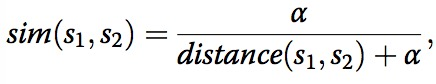 sim(s₁, s₂) = α / (distance(s₁, s₂) + α),